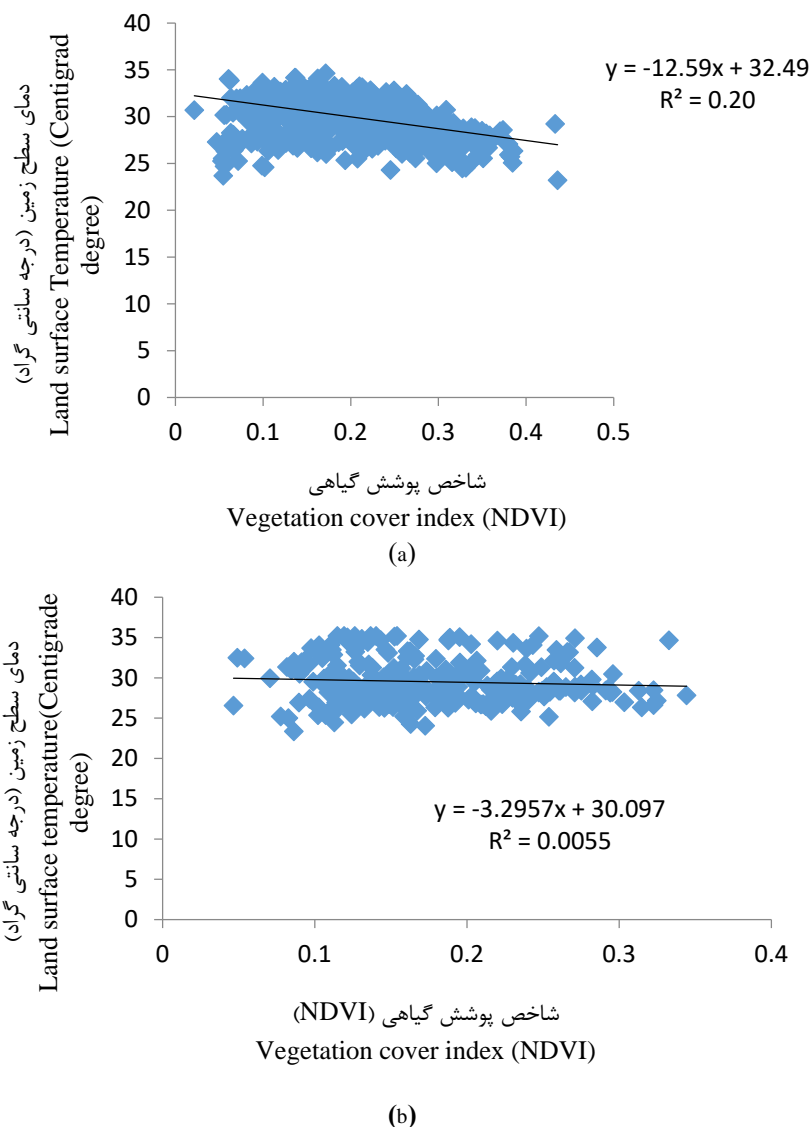 40
35
30
25
20
15
10
5
0
دمای سطح زمین (درجه سانتی گراد)
Land surface Temperature (Centigrad
degree)
y = -12.59x + 32.49
R² = 0.20
0 0.1 0.2 0.3 0.4 0.5
شاخص پوشش گیاهی
Vegetation cover index (NDVI)
(a)
40
35
30
25
20
15
10
5
0
دمای سطح زمین (درجه سانتی گراد)
Land surface temperature(Centigrade
degree)
y = -3.2957x + 30.097
R² = 0.0055
0 0.1 0.2 0.3 0.4
شاخص پوشش گیاهی (NDVI)
Vegetation cover index (NDVI)
(b)